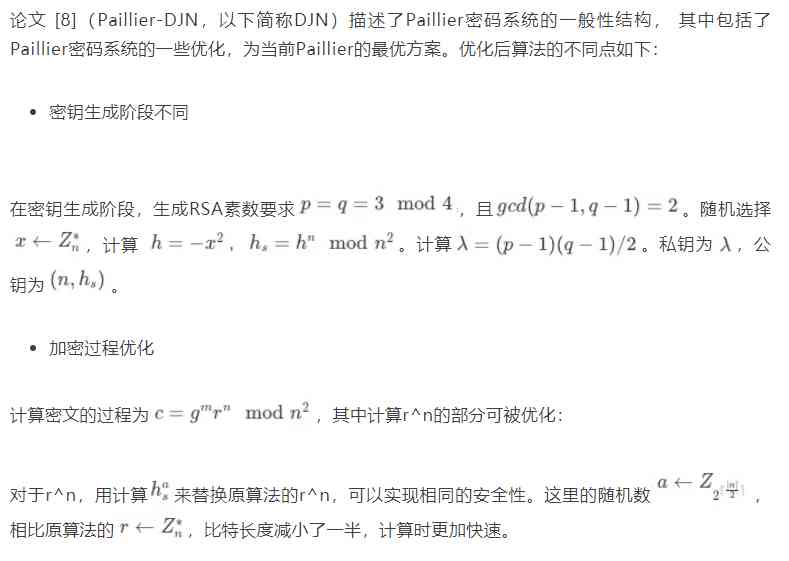 论文 [8]（Paillier-DJN，以下简称DJN）描述了Paillier密码系统的一般性结构， 其中包括了
Paillier密码系统的一些优化，为当前Paillier的最优方案。优化后算法的不同点如下：
• 密钥生成阶段不同
在密钥生成阶段，生成RSA素数要求 p = q = 3 mod 4 ，且 gcd(p − 1, q − 1) = 2 。随机选择
x ← Z_n^* ，计算 h = −x^2 ，h_s = h^n mod n^2 。计算 λ = (p − 1)(q − 1)/2 。私钥为 λ ，公
钥为 (n, h_s) 。
• 加密过程优化
计算密文的过程为 c = g^m r^n mod n^2 ，其中计算r^n的部分可被优化：
对于r^n，用计算 h_s^a 来替换原算法的r^n，可以实现相同的安全性。这里的随机数 a ← Z_{2^{⌈|n|/2⌉}} ，
相比原算法的 r ← Z_n^* ，比特长度减小了一半，计算时更加快速。